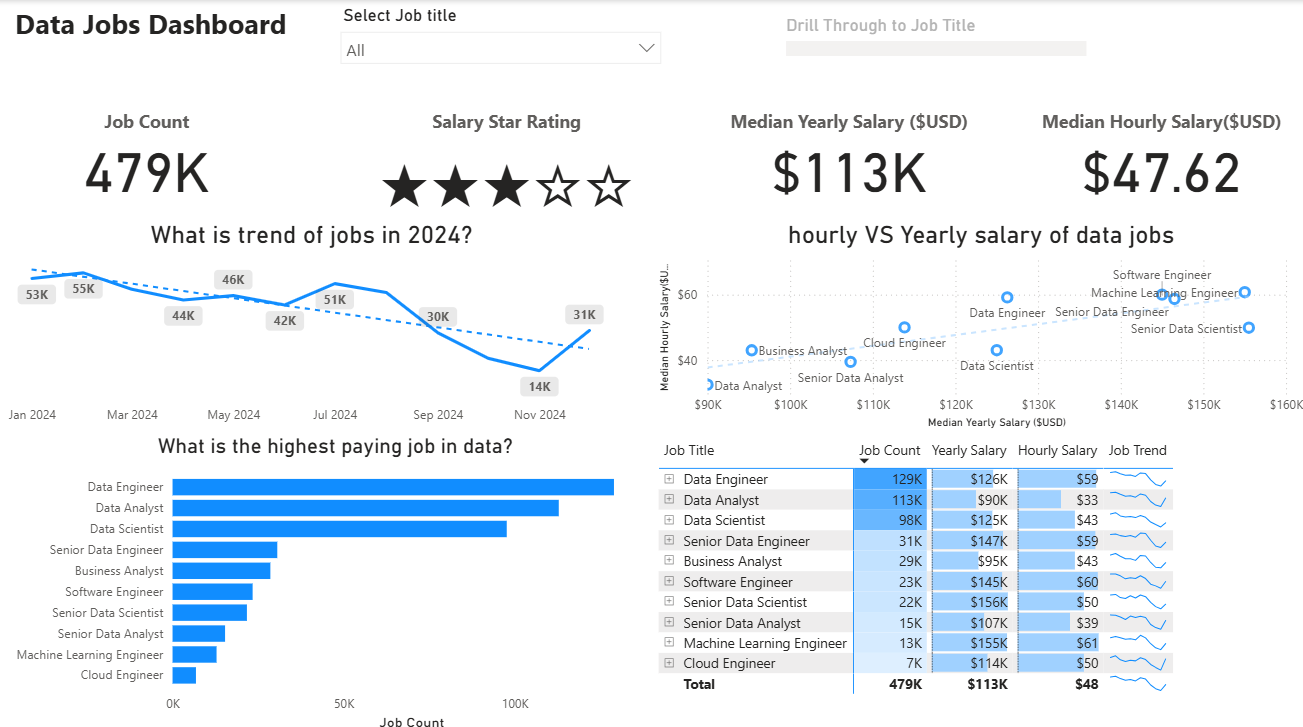 Data Jobs Dashboard
Select Job title
All
Drill Through to Job Title
Job Count
479K
Salary Star Rating
Median Yearly Salary ($USD)
$113K
Median Hourly Salary($USD)
$47.62
What is trend of jobs in 2024?
53K
55K
44K
46K
42K
51K
30K
14K
31K
Jan 2024
Mar 2024
May 2024
Jul 2024
Sep 2024
Nov 2024
hourly VS Yearly salary of data jobs
Median Hourly Salary($U...
$60
$40
Software Engineer
Machine Learning Engineer
Data Engineer
Senior Data Engineer
Senior Data Scientist
Cloud Engineer
Business Analyst
Data Scientist
Senior Data Analyst
Data Analyst
$90K
$100K
$110K
$120K
$130K
$140K
$150K
$160K
Median Yearly Salary ($USD)
What is the highest paying job in data?
Data Engineer
Data Analyst
Data Scientist
Senior Data Engineer
Business Analyst
Software Engineer
Senior Data Scientist
Senior Data Analyst
Machine Learning Engineer
Cloud Engineer
0K
50K
100K
Job Count
Job Title Job Count Yearly Salary Hourly Salary Job Trend
Data Engineer 129K $126K $59
Data Analyst 113K $90K $33
Data Scientist 98K $125K $43
Senior Data Engineer 31K $147K $59
Business Analyst 29K $95K $43
Software Engineer 23K $145K $60
Senior Data Scientist 22K $156K $50
Senior Data Analyst 15K $107K $39
Machine Learning Engineer 13K $155K $61
Cloud Engineer 7K $114K $50
Total 479K $113K $48